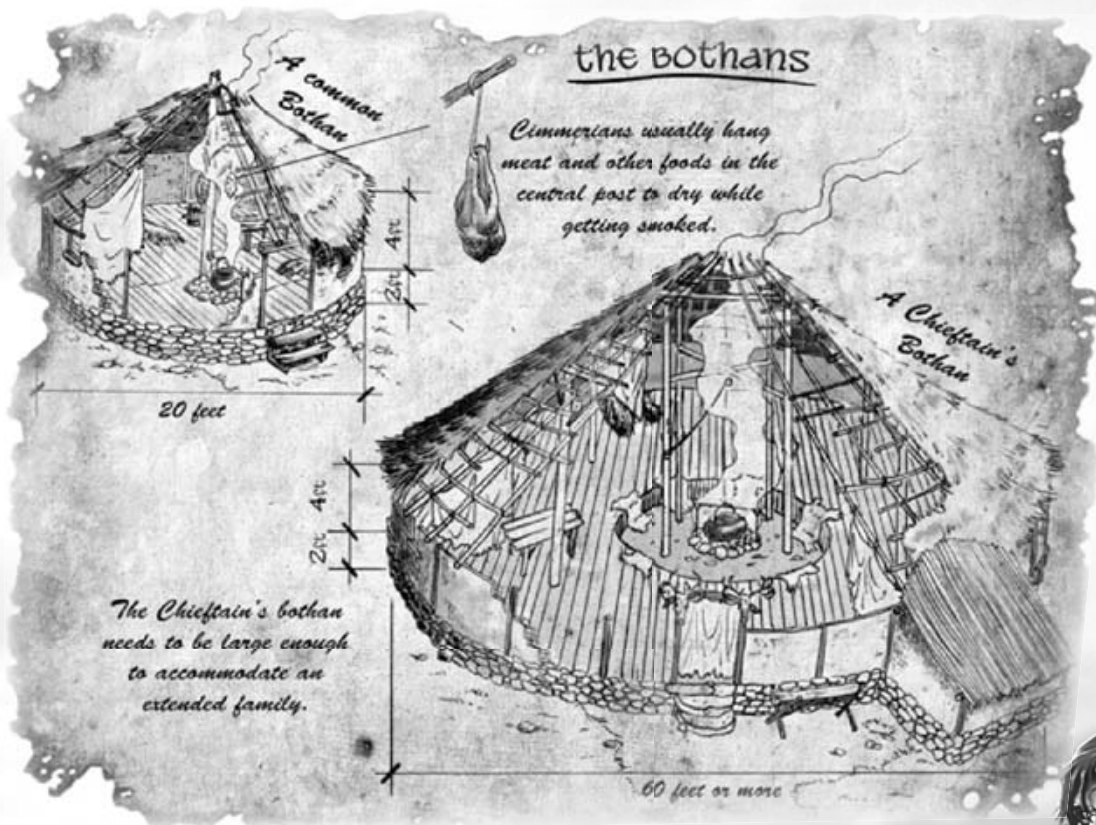 the Bothans
A common
Bothan
Cimmerians usually hang
meat and other foods in the
central post to dry while
getting smoked.
4ft
2ft
20 feet
A Chieftain's
Bothan
4ft
2ft
The Chieftain's bothan
needs to be large enough
to accommodate an
extended family.
60 feet or more